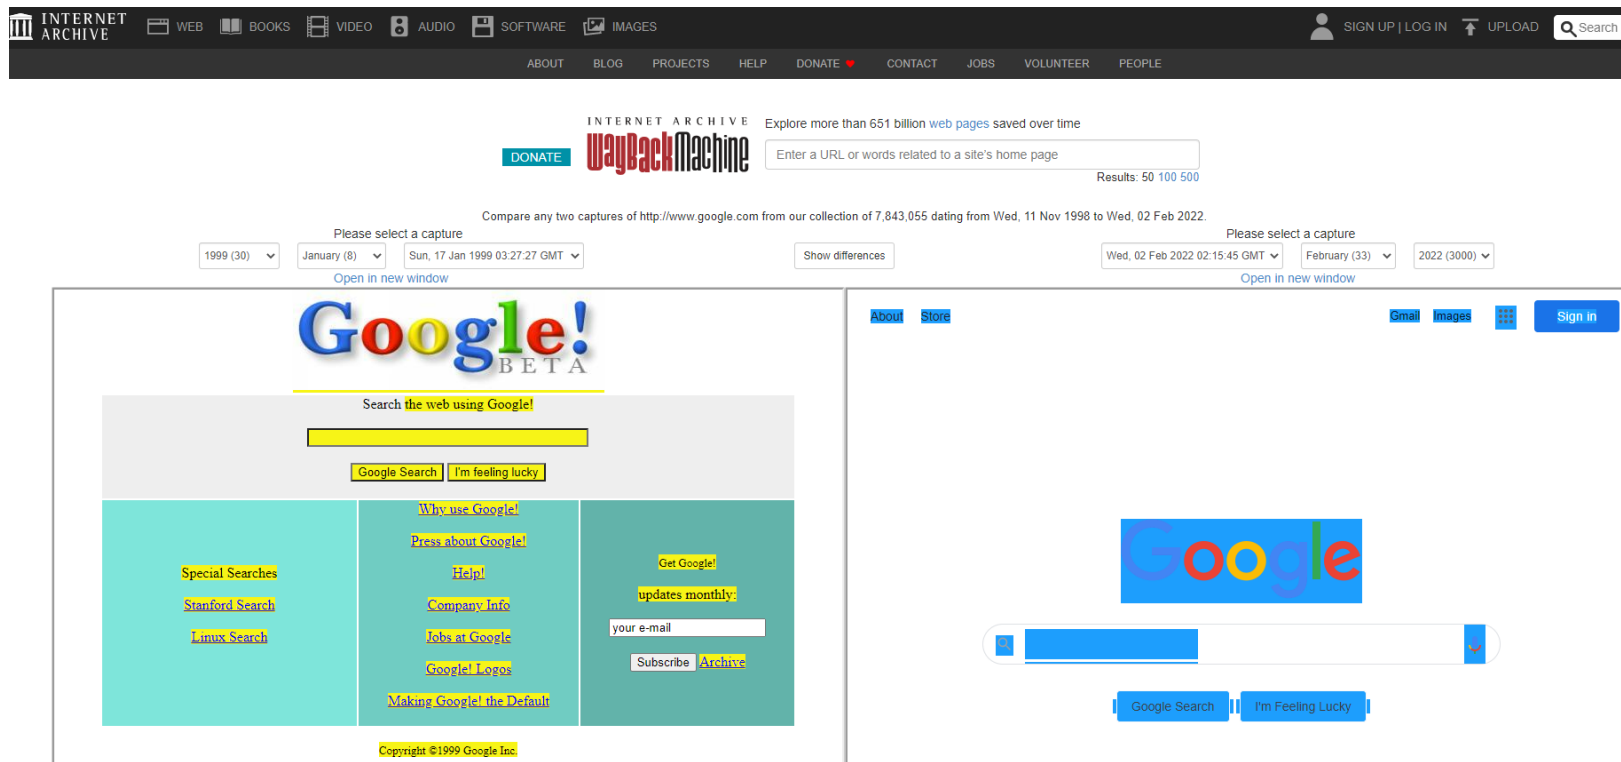 INTERNET ARCHIVE
WEB BOOKS VIDEO AUDIO SOFTWARE IMAGES SIGN UP | LOG IN UPLOAD Search
ABOUT BLOG PROJECTS HELP DONATE CONTACT JOBS VOLUNTEER PEOPLE
INTERNET ARCHIVE
WayBackMachine
DONATE
Explore more than 651 billion web pages saved over time
Enter a URL or words related to a site's home page
Results: 50 100 500
Compare any two captures of http://www.google.com from our collection of 7,843,055 dating from Wed, 11 Nov 1998 to Wed, 02 Feb 2022.
Please select a capture
1999 (30) January (8) Sun, 17 Jan 1999 03:27:27 GMT
Open in new window
Show differences
Please select a capture
Wed, 02 Feb 2022 02:15:45 GMT February (33) 2022 (3000)
Open in new window
Google!
BETA
Search the web using Google!
Google Search I'm feeling lucky
Special Searches
Stanford Search
Linux Search
Why use Google!
Press about Google!
Help!
Company Info
Jobs at Google
Google! Logos
Making Google! the Default
Get Google!
updates monthly:
your e-mail
Subscribe Archive
Copyright ©1999 Google Inc.
About Store Gmail Images Sign in
Google
Google Search I'm Feeling Lucky